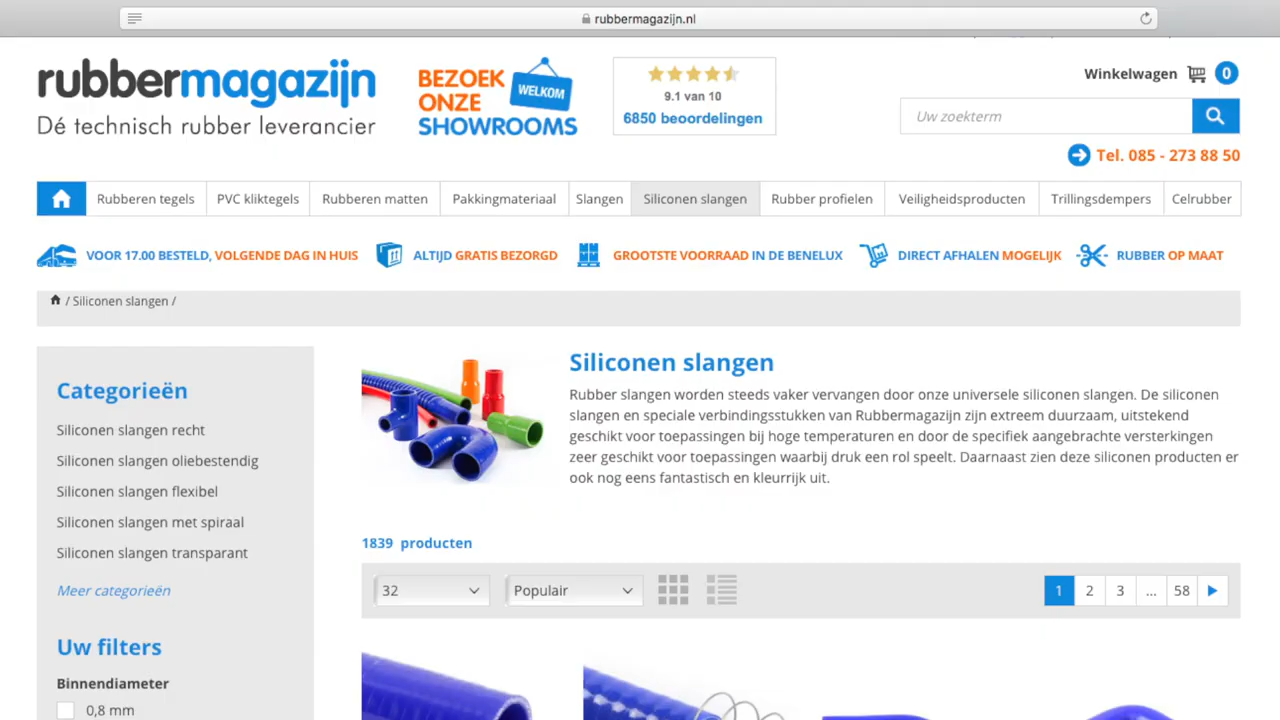 rubbermagazijn.nl
rubbermagazijn
Dé technisch rubber leverancier
BEZOEK
ONZE
SHOWROOMS
WELKOM
9.1 van 10
6850 beoordelingen
Winkelwagen 0
Uw zoekterm
Tel. 085 - 273 88 50
Rubberen tegels PVC kliktegels Rubberen matten Pakkingmateriaal Slangen Siliconen slangen Rubber profielen Veiligheidsproducten Trillingsdempers Celrubber
VOOR 17.00 BESTELD, VOLGENDE DAG IN HUIS ALTIJD GRATIS BEZORGD GROOTSTE VOORRAAD IN DE BENELUX DIRECT AFHALEN MOGELIJK RUBBER OP MAAT
/ Siliconen slangen /
Categorieën
Siliconen slangen recht
Siliconen slangen oliebestendig
Siliconen slangen flexibel
Siliconen slangen met spiraal
Siliconen slangen transparant
Meer categorieën
Uw filters
Binnendiameter
0,8 mm
Siliconen slangen
Rubber slangen worden steeds vaker vervangen door onze universele siliconen slangen. De siliconen
slangen en speciale verbindingsstukken van Rubbermagazijn zijn extreem duurzaam, uitstekend
geschikt voor toepassingen bij hoge temperaturen en door de specifiek aangebrachte versterkingen
zeer geschikt voor toepassingen waarbij druk een rol speelt. Daarnaast zien deze siliconen producten er
ook nog eens fantastisch en kleurrijk uit.
1839 producten
32 Populair 1 2 3 ... 58